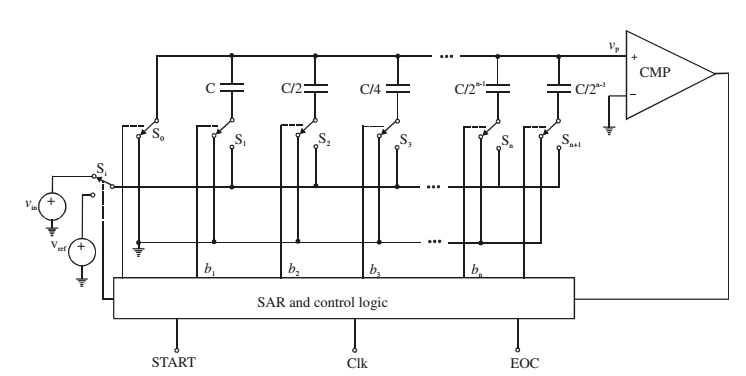 vₚ
+
CMP
−
C
C/2
C/4
C/2ⁿ⁻¹
C/2ⁿ⁻¹
S₀
S₁
S₂
S₃
Sₙ
Sₙ₊₁
Sᵢ
vᵢₙ
+
v_ref
+
b₁
b₂
b₃
bₙ
SAR and control logic
START
Clk
EOC